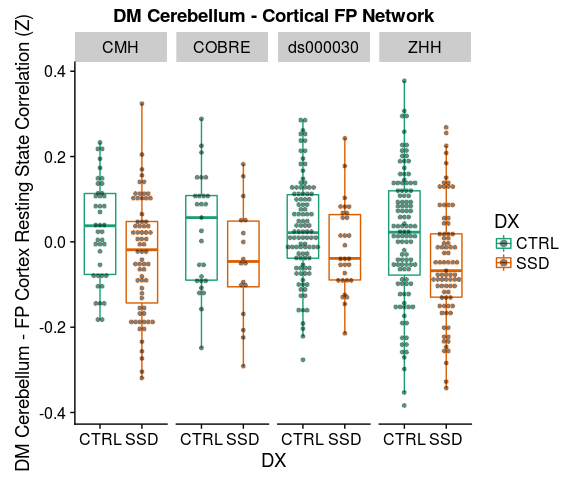 DM Cerebellum - Cortical FP Network
CMH COBRE ds000030 ZHH
DM Cerebellum - FP Cortex Resting State Correlation (Z)
0.4
0.2
0.0
-0.2
-0.4
CTRL SSD CTRL SSD CTRL SSD CTRL SSD
DX
DX
CTRL
SSD